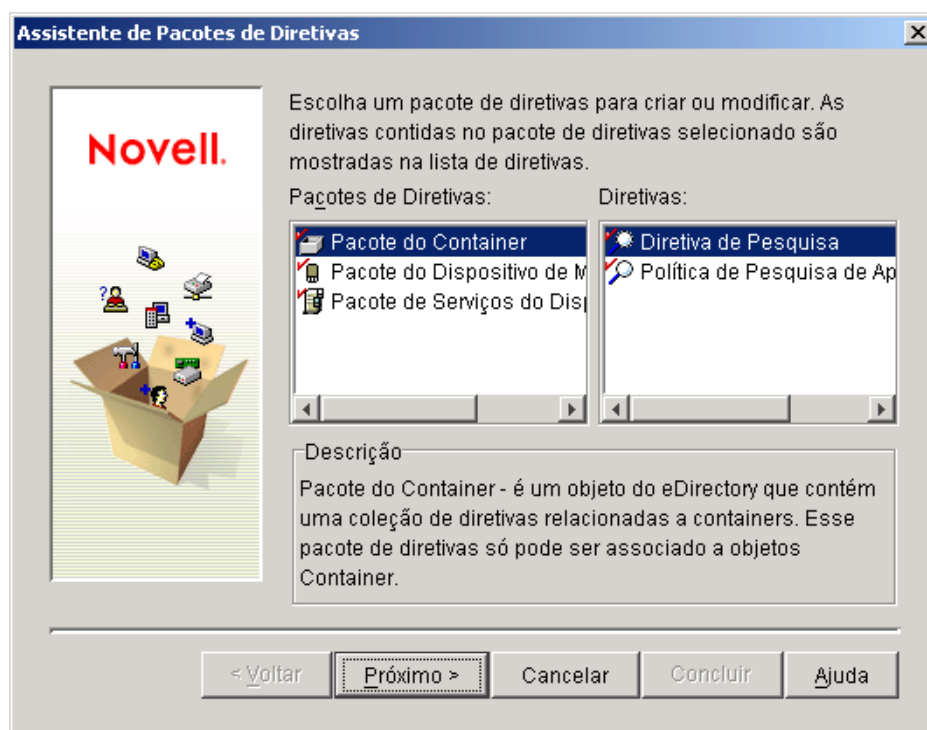 Assistente de Pacotes de Diretivas
Novell.
Escolha um pacote de diretivas para criar ou modificar. As
diretivas contidas no pacote de diretivas selecionado são
mostradas na lista de diretivas.
Pacotes de Diretivas:
Diretivas:
Pacote do Container
Pacote do Dispositivo de M
Pacote de Serviços do Disp
Diretiva de Pesquisa
Política de Pesquisa de Ap
Descrição
Pacote do Container - é um objeto do eDirectory que contém
uma coleção de diretivas relacionadas a containers. Esse
pacote de diretivas só pode ser associado a objetos
Container.
< Voltar
Próximo >
Cancelar
Concluir
Ajuda